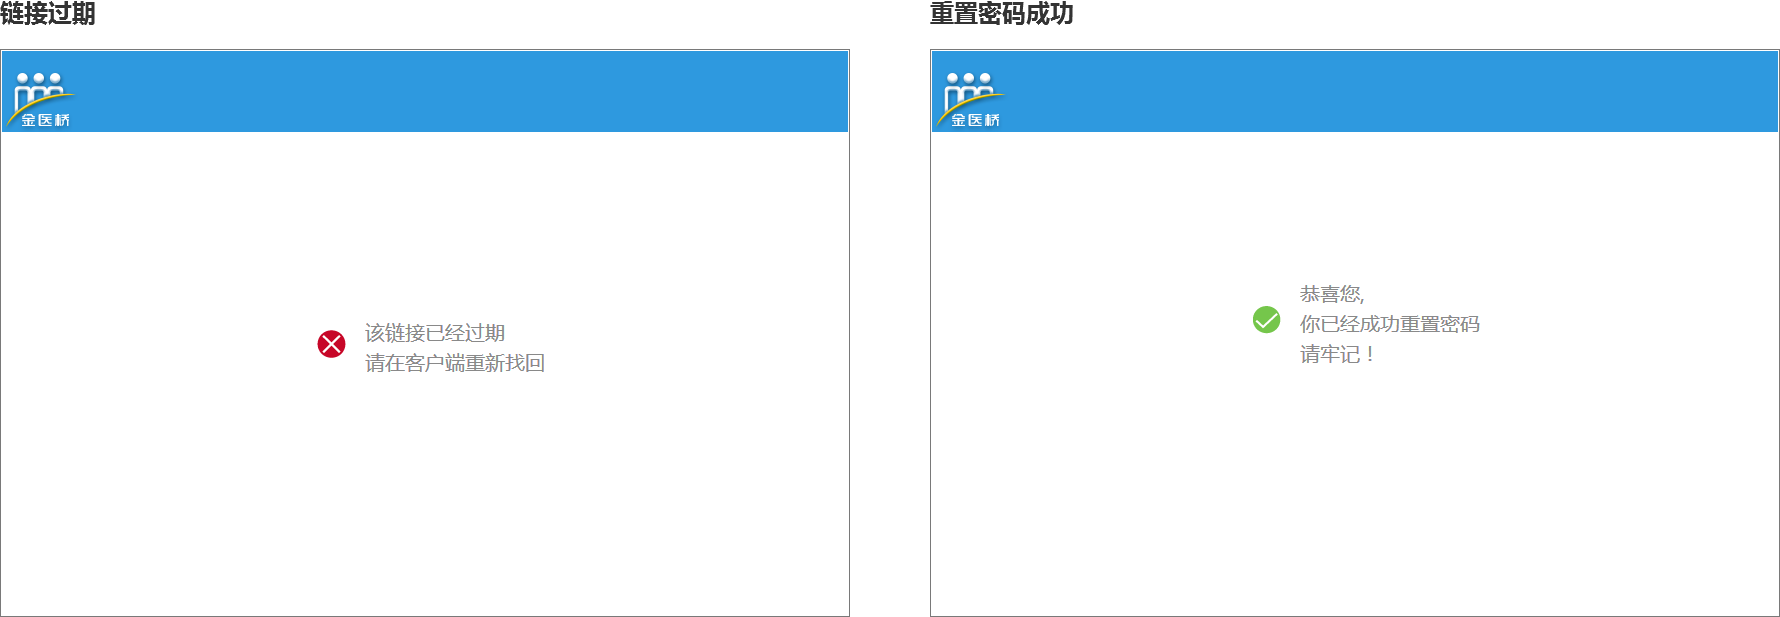 链接过期
金医桥
该链接已经过期
请在客户端重新找回
重置密码成功
金医桥
恭喜您,
你已经成功重置密码
请牢记！